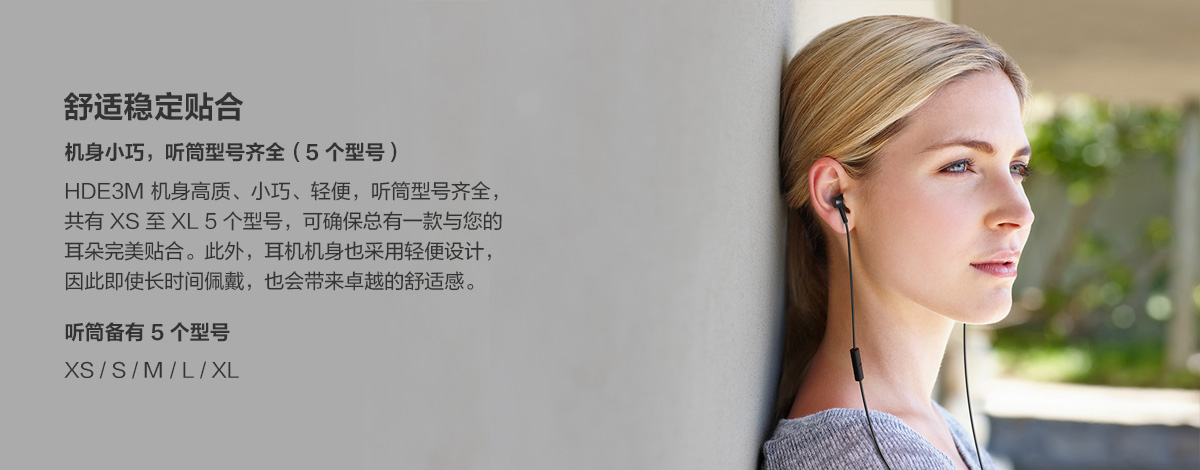 舒适稳定贴合
机身小巧，听筒型号齐全（5 个型号）
HDE3M 机身高质、小巧、轻便，听筒型号齐全，
共有 XS 至 XL 5 个型号，可确保总有一款与您的
耳朵完美贴合。此外，耳机机身也采用轻便设计，
因此即使长时间佩戴，也会带来卓越的舒适感。
听筒备有 5 个型号
XS / S / M / L / XL